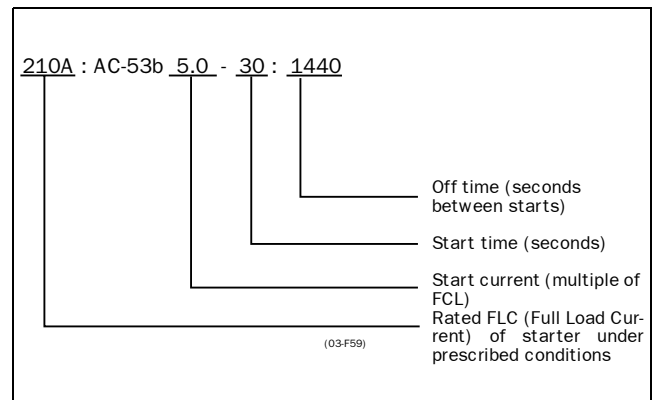 210A : AC-53b 5.0 - 30 : 1440
Off time (seconds
between starts)
Start time (seconds)
Start current (multiple of
FCL)
Rated FLC (Full Load Cur-
rent) of starter under
prescribed conditions
(03-F59)